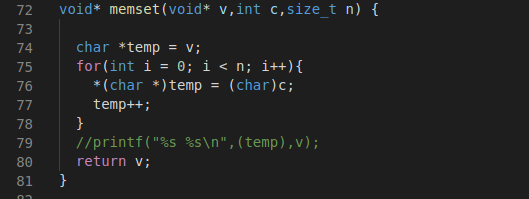 72 void* memset(void* v,int c,size_t n) {
73
74 char *temp = v;
75 for(int i = 0; i < n; i++){
76 *(char *)temp = (char)c;
77 temp++;
78 }
79 //printf("%s %s\n",(temp),v);
80 return v;
81 }